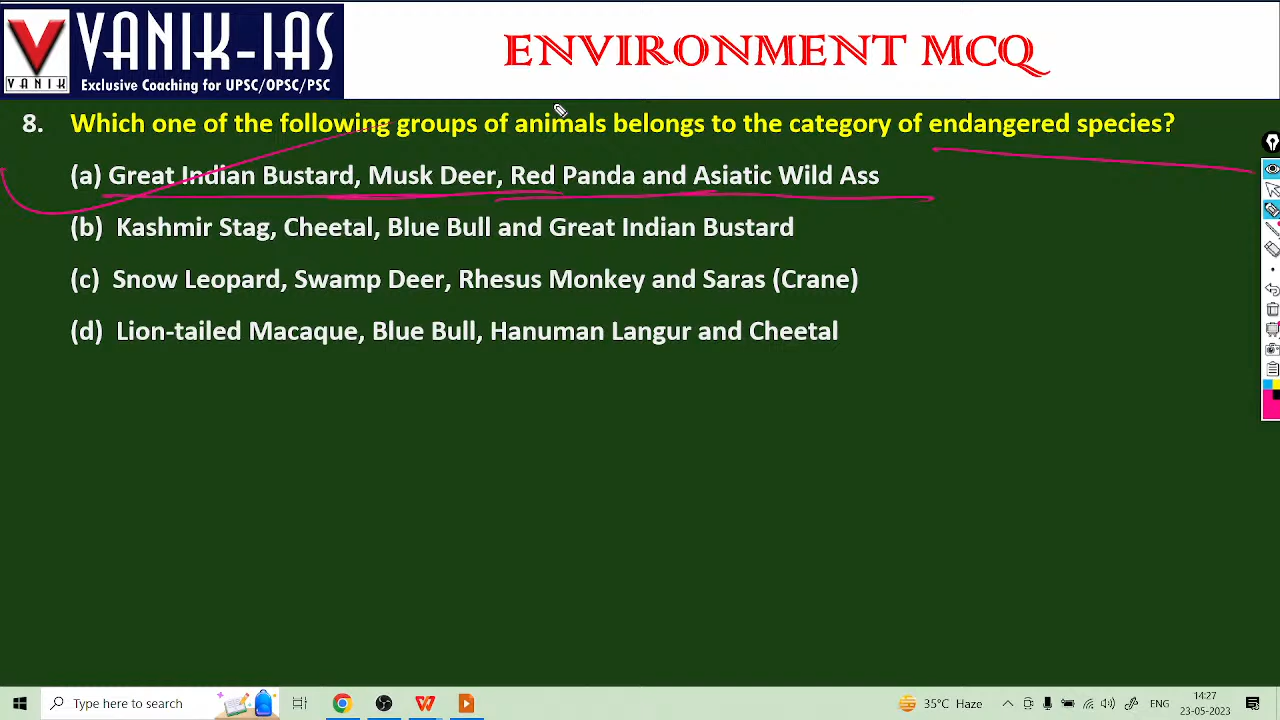 VANIK-IAS
VANIK
Exclusive Coaching for UPSC/OPSC/PSC
ENVIRONMENT MCQ
8. Which one of the following groups of animals belongs to the category of endangered species?
(a) Great Indian Bustard, Musk Deer, Red Panda and Asiatic Wild Ass
(b) Kashmir Stag, Cheetal, Blue Bull and Great Indian Bustard
(c) Snow Leopard, Swamp Deer, Rhesus Monkey and Saras (Crane)
(d) Lion-tailed Macaque, Blue Bull, Hanuman Langur and Cheetal
Type here to search
35°C Haze
ENG
14:27
23-05-2023